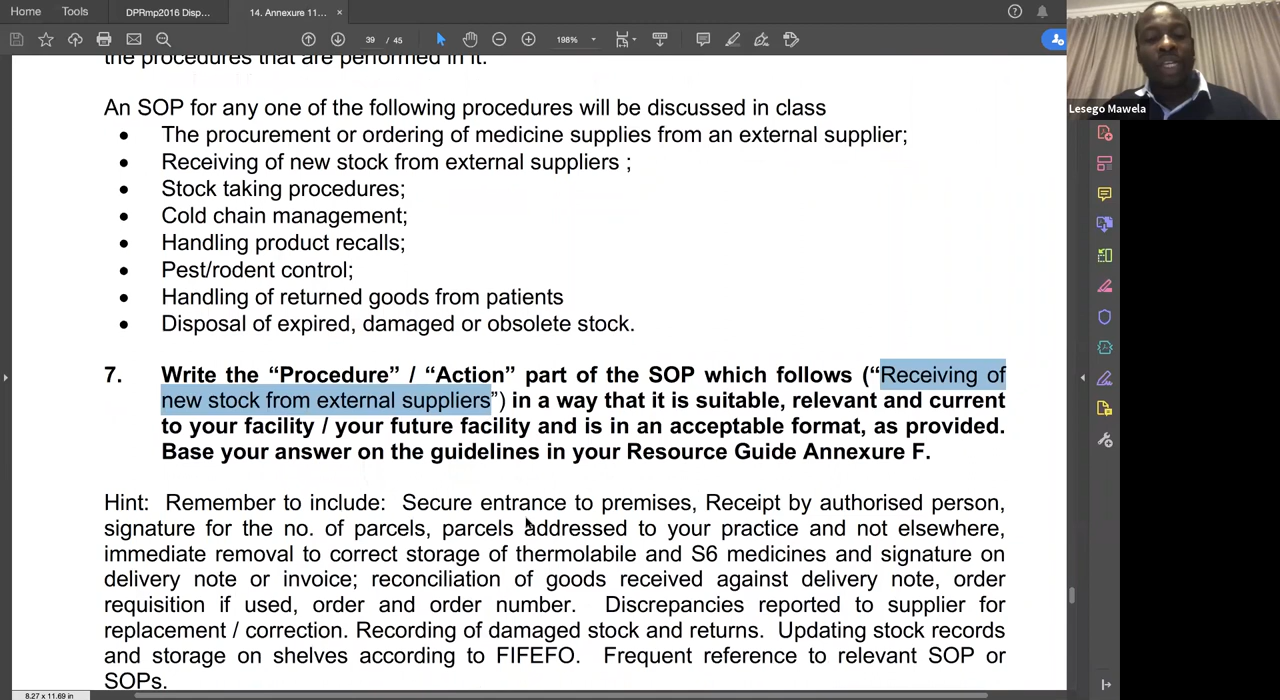 Home Tools DPRmp2016 Disp... 14. Annexure 11... ×
39 / 45 198%
the procedures that are performed in it.
An SOP for any one of the following procedures will be discussed in class
• The procurement or ordering of medicine supplies from an external supplier;
• Receiving of new stock from external suppliers ;
• Stock taking procedures;
• Cold chain management;
• Handling product recalls;
• Pest/rodent control;
• Handling of returned goods from patients
• Disposal of expired, damaged or obsolete stock.
7. Write the “Procedure” / “Action” part of the SOP which follows (“Receiving of
new stock from external suppliers”) in a way that it is suitable, relevant and current
to your facility / your future facility and is in an acceptable format, as provided.
Base your answer on the guidelines in your Resource Guide Annexure F.
Hint: Remember to include: Secure entrance to premises, Receipt by authorised person,
signature for the no. of parcels, parcels addressed to your practice and not elsewhere,
immediate removal to correct storage of thermolabile and S6 medicines and signature on
delivery note or invoice; reconciliation of goods received against delivery note, order
requisition if used, order and order number. Discrepancies reported to supplier for
replacement / correction. Recording of damaged stock and returns. Updating stock records
and storage on shelves according to FIFEFO. Frequent reference to relevant SOP or
SOPs.
8.27 x 11.69 in
Lesego Mawela